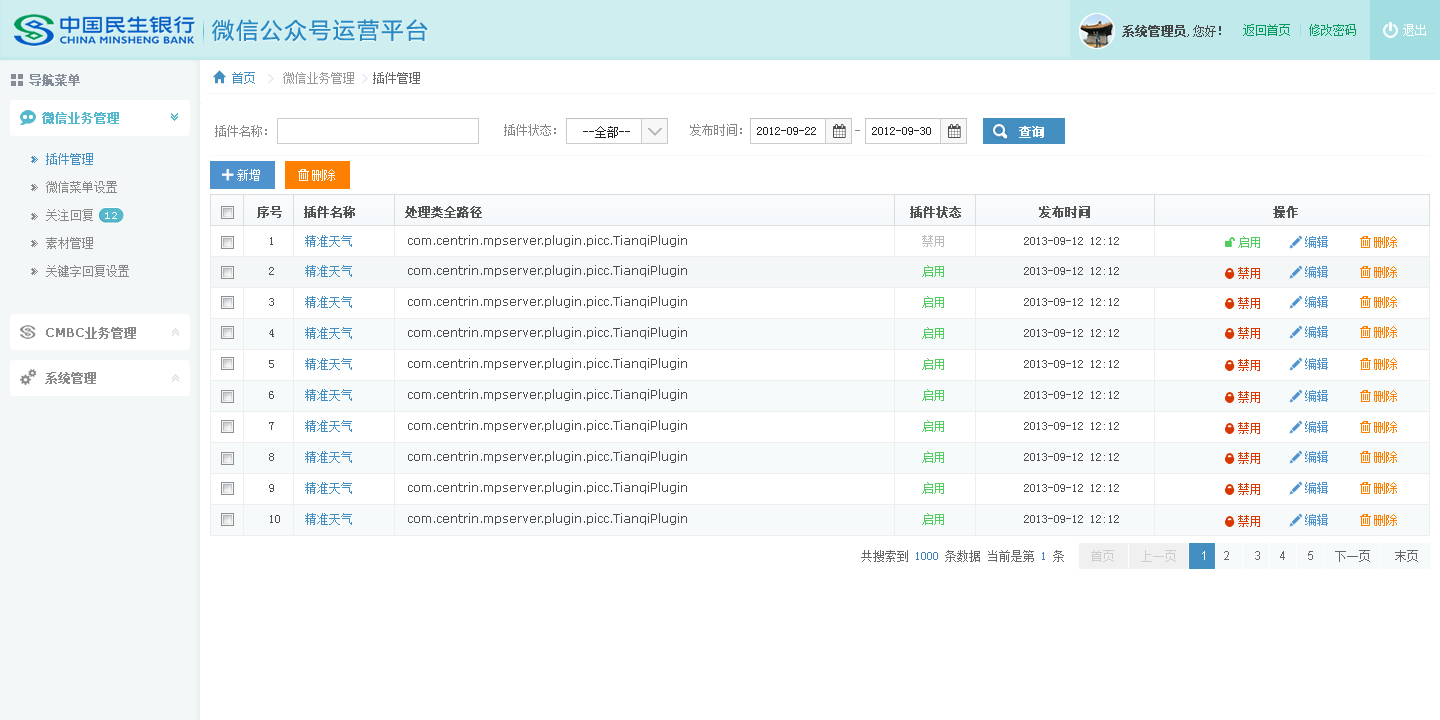 中国民生银行 微信公众号运营平台
CHINA MINSHENG BANK
系统管理员, 您好! 返回首页 修改密码 退出
导航菜单
微信业务管理
插件管理
微信菜单设置
关注回复 12
素材管理
关键字回复设置
CMBC业务管理
系统管理
首页 微信业务管理 插件管理
插件名称: 插件状态: --全部-- 发布时间: 2012-09-22 - 2012-09-30 查询
新增 删除
序号 插件名称 处理类全路径 插件状态 发布时间 操作
1 精准天气 com.centrin.mpserver.plugin.picc.TianqiPlugin 禁用 2013-09-12 12:12 启用 编辑 删除
2 精准天气 com.centrin.mpserver.plugin.picc.TianqiPlugin 启用 2013-09-12 12:12 禁用 编辑 删除
3 精准天气 com.centrin.mpserver.plugin.picc.TianqiPlugin 启用 2013-09-12 12:12 禁用 编辑 删除
4 精准天气 com.centrin.mpserver.plugin.picc.TianqiPlugin 启用 2013-09-12 12:12 禁用 编辑 删除
5 精准天气 com.centrin.mpserver.plugin.picc.TianqiPlugin 启用 2013-09-12 12:12 禁用 编辑 删除
6 精准天气 com.centrin.mpserver.plugin.picc.TianqiPlugin 启用 2013-09-12 12:12 禁用 编辑 删除
7 精准天气 com.centrin.mpserver.plugin.picc.TianqiPlugin 启用 2013-09-12 12:12 禁用 编辑 删除
8 精准天气 com.centrin.mpserver.plugin.picc.TianqiPlugin 启用 2013-09-12 12:12 禁用 编辑 删除
9 精准天气 com.centrin.mpserver.plugin.picc.TianqiPlugin 启用 2013-09-12 12:12 禁用 编辑 删除
10 精准天气 com.centrin.mpserver.plugin.picc.TianqiPlugin 启用 2013-09-12 12:12 禁用 编辑 删除
共搜索到 1000 条数据 当前是第 1 条 首页 上一页 1 2 3 4 5 下一页 末页